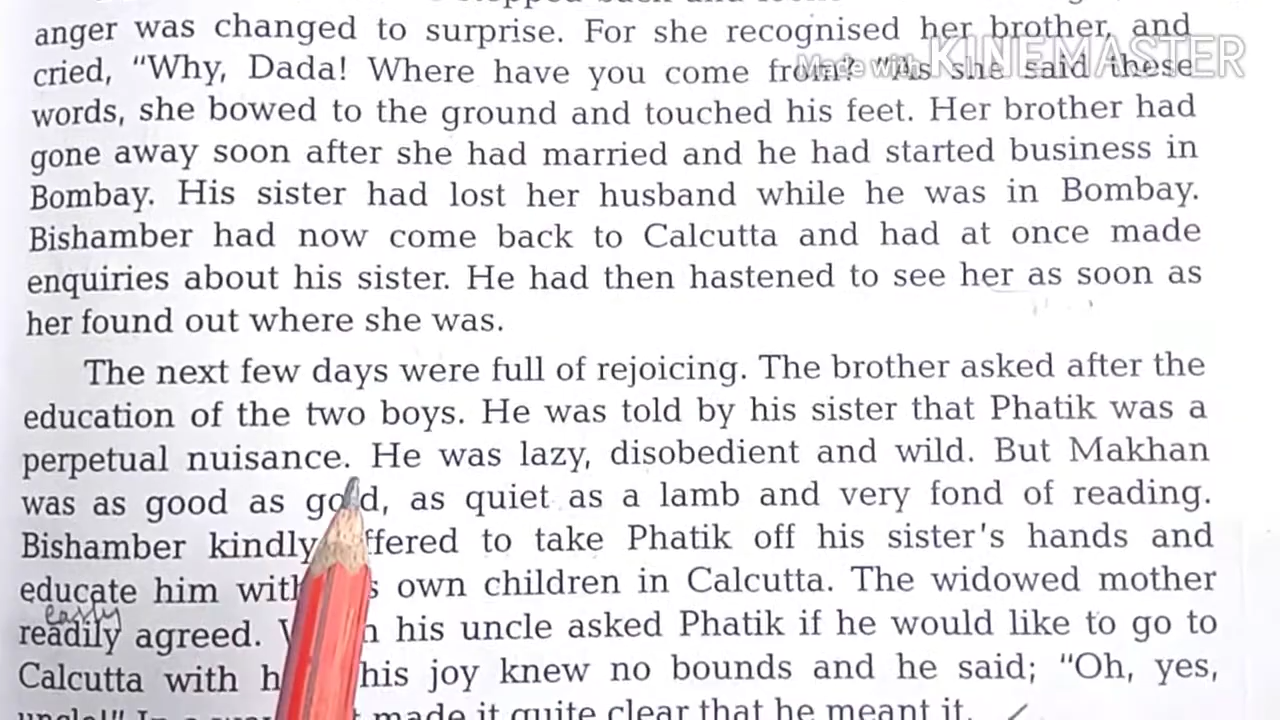 anger was changed to surprise. For she recognised her brother, and
Made with KINEMASTER
cried, "Why, Dada! Where have you come from? "As she said these
words, she bowed to the ground and touched his feet. Her brother had
gone away soon after she had married and he had started business in
Bombay. His sister had lost her husband while he was in Bombay.
Bishamber had now come back to Calcutta and had at once made
enquiries about his sister. He had then hastened to see her as soon as
her found out where she was.
The next few days were full of rejoicing. The brother asked after the
education of the two boys. He was told by his sister that Phatik was a
perpetual nuisance. He was lazy, disobedient and wild. But Makhan
was as good as gold, as quiet as a lamb and very fond of reading.
Bishamber kindly offered to take Phatik off his sister's hands and
educate him with own children in Calcutta. The widowed mother
easily
readily agreed. his uncle asked Phatik if he would like to go to
Calcutta with his joy knew no bounds and he said; "Oh, yes,
made it quite clear that he meant it.